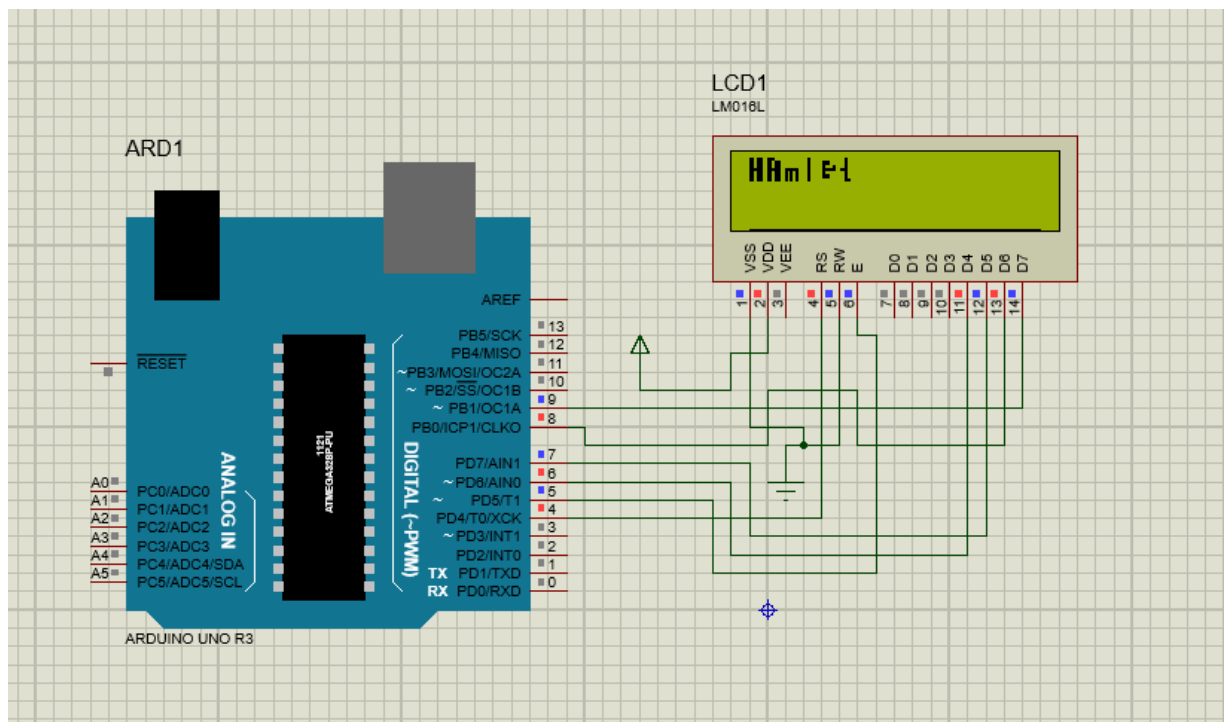 LCD1
LM016L
HAmlet
ARD1
VSS
VDD
VEE
RS
RW
E
D0
D1
D2
D3
D4
D5
D6
D7
1
2
3
4
5
6
7
8
9
10
11
12
13
14
AREF
PB5/SCK 13
PB4/MISO 12
~PB3/MOSI/OC2A 11
~ PB2/SS/OC1B 10
~ PB1/OC1A 9
PB0/ICP1/CLKO 8
PD7/AIN1 7
~PD6/AIN0 6
~ PD5/T1 5
PD4/T0/XCK 4
~PD3/INT1 3
PD2/INT0 2
TX PD1/TXD 1
RX PD0/RXD 0
RESET
1121
ATMEGA328P-PU
DIGITAL (~PWM)
ANALOG IN
A0 PC0/ADC0
A1 PC1/ADC1
A2 PC2/ADC2
A3 PC3/ADC3
A4 PC4/ADC4/SDA
A5 PC5/ADC5/SCL
ARDUINO UNO R3